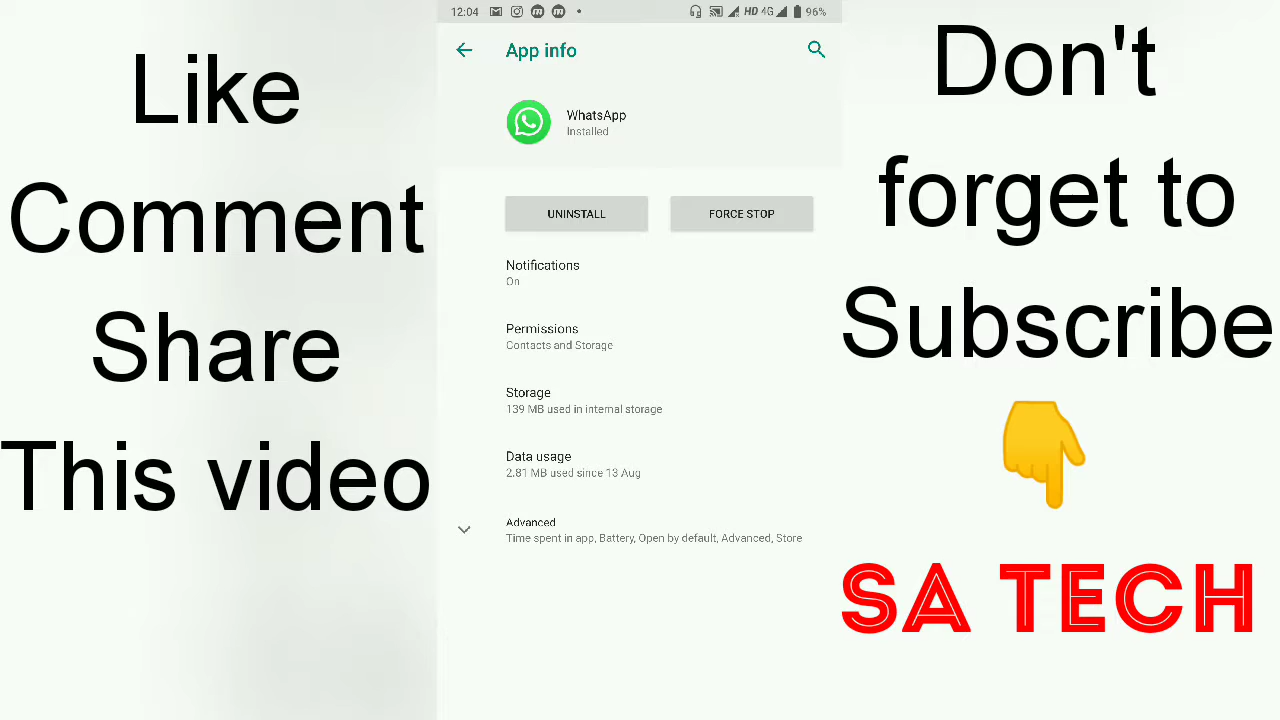 Like
Comment
Share
This video
12:04 HD 4G 96%
App info
WhatsApp
Installed
UNINSTALL FORCE STOP
Notifications
On
Permissions
Contacts and Storage
Storage
139 MB used in internal storage
Data usage
2.81 MB used since 13 Aug
Advanced
Time spent in app, Battery, Open by default, Advanced, Store
Don't
forget to
Subscribe
SA TECH